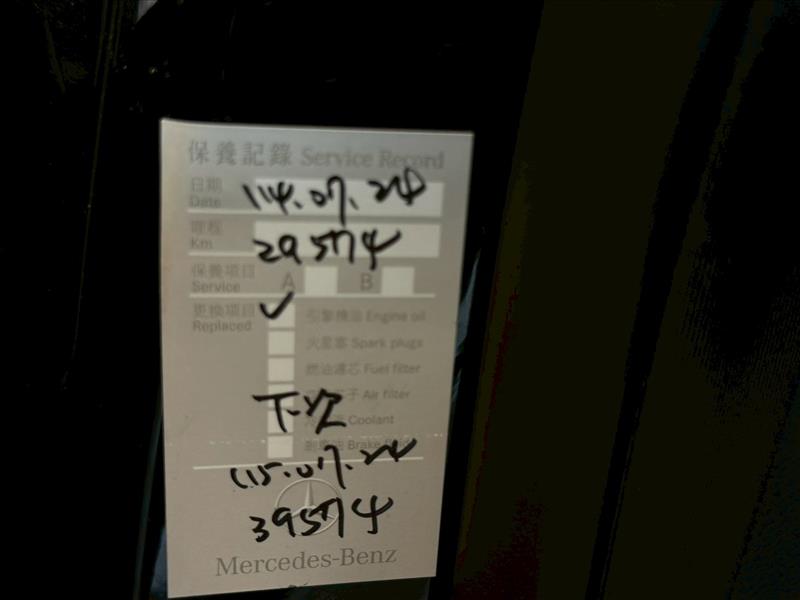 保養記錄 Service Record
日期
Date
114.07.24
里程
Km
29574
保養項目
Service
A
B
更換項目
Replaced
✓
引擎機油 Engine oil
火星塞 Spark plugs
燃油濾芯 Fuel filter
Air filter
下次
Coolant
Brake
115.07.24
39574
Mercedes-Benz